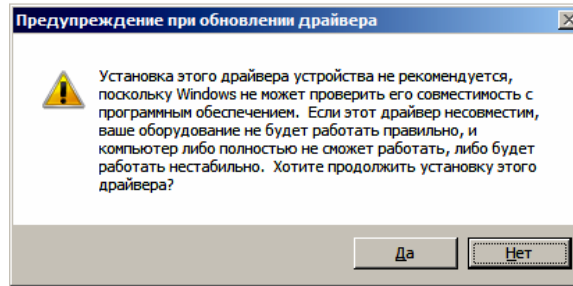 Предупреждение при обновлении драйвера
Установка этого драйвера устройства не рекомендуется,
поскольку Windows не может проверить его совместимость с
программным обеспечением. Если этот драйвер несовместим,
ваше оборудование не будет работать правильно, и
компьютер либо полностью не сможет работать, либо будет
работать нестабильно. Хотите продолжить установку этого
драйвера?
Да
Нет